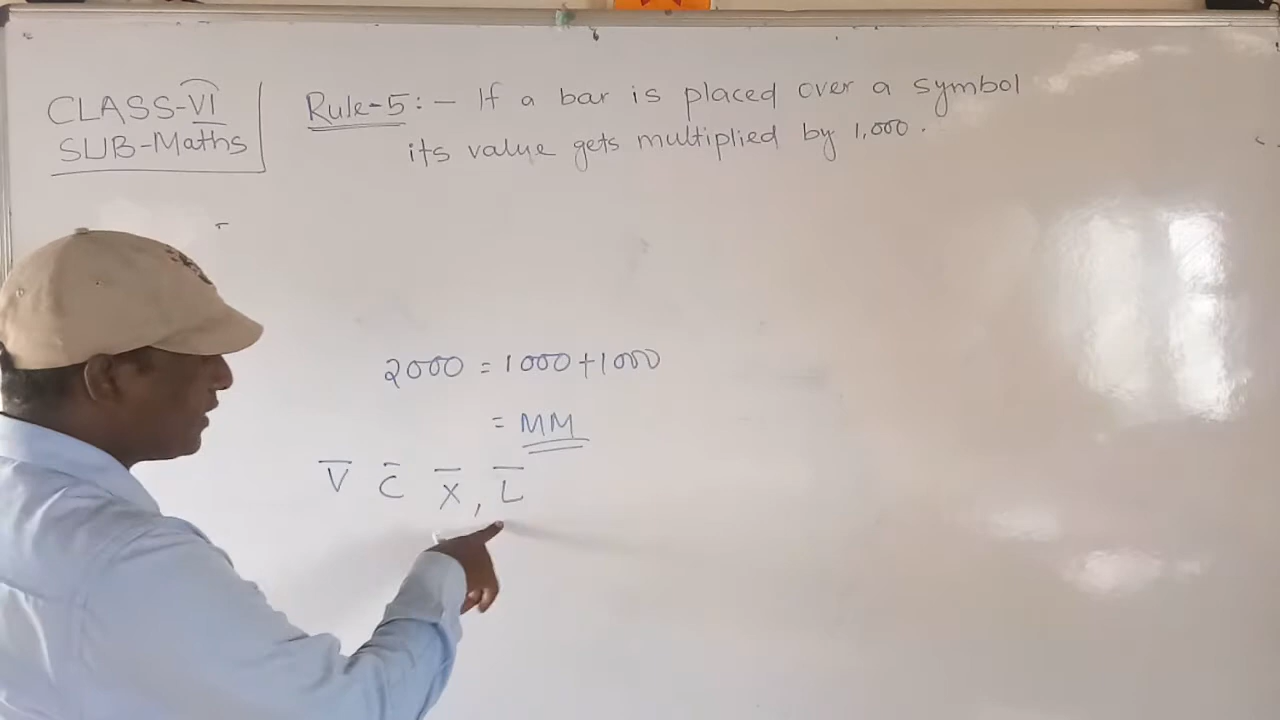 CLASS-VI
SUB-Maths
Rule-5:- If a bar is placed over a symbol
its value gets multiplied by 1,000.
2000 = 1000+1000
= MM
V̅ C̅ X̅, L̅